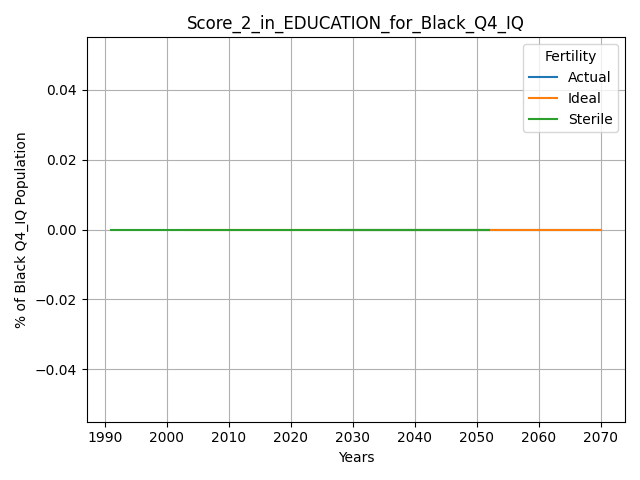 Score_2_in_EDUCATION_for_Black_Q4_IQ
Fertility
Actual
Ideal
Sterile
% of Black Q4_IQ Population
0.04
0.02
0.00
−0.02
−0.04
1990 2000 2010 2020 2030 2040 2050 2060 2070
Years